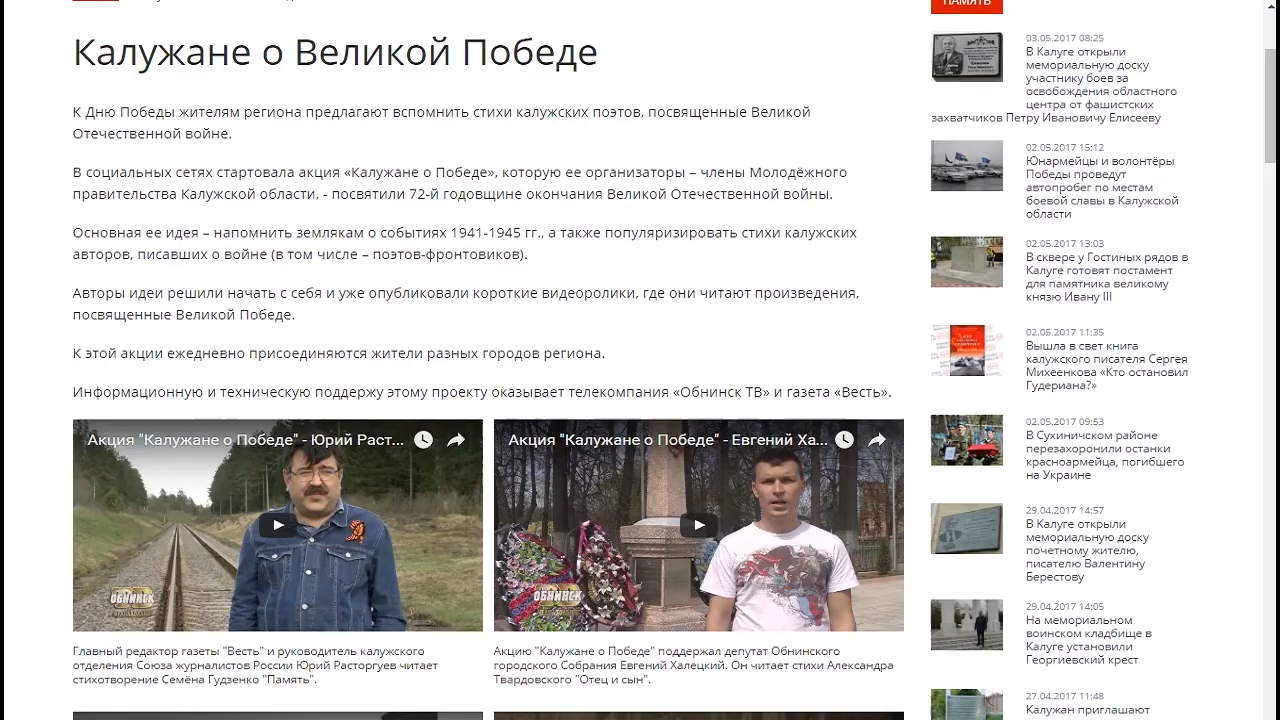 ПАМЯТЬ
Калужане о Великой Победе
К Дню Победы жителям региона предлагают вспомнить стихи калужских поэтов, посвященные Великой
Отечественной войне.
В социальных сетях стартовала акция «Калужане о Победе», которую ее организаторы – члены Молодёжного
правительства Калужской области, - посвятили 72-й годовщине окончания Великой Отечественной войны.
Основная ее идея – напомнить землякам о событиях 1941-1945 гг., а также популяризировать стихи калужских
авторов, писавших о войне (в том числе – поэтов-фронтовиков).
Авторы идеи решили начать с себя и уже опубликовали короткие видеоролики, где они читают произведения,
посвященные Великой Победе.
К этой акции ежедневно присоединяются жители разных городов региона.
Информационную и техническую поддержу этому проекту оказывает телекомпания «Обнинск ТВ» и газета «Весть».
Акция "Калужане о Победе" - Юрий Раст...
ОБНИНСК
Главный редактор газеты "Весть" и руководитель калужского
отделения Союза журналистов России Юрий Расторгуев читает
стихотворение Семёна Гудзенко "Память".
Акция "Калужане о Победе" - Евгений Ха...
ОБНИНСК
Акцию "Калужане о Победе" поддержал депутат Обнинского
городского Собрания Евгений Халецкий. Он читает стихи Александра
Твардовского "Отец и сын".
03.05.2017 08:25
В Калуге открыли
мемориальную доску
участнику боев за
освобождения областного
центра от фашистских
захватчиков Петру Ивановичу Елисееву
02.05.2017 15:12
Юнармейцы и волонтёры
Победы проведут
автопробег по местам
боевой славы в Калужской
области
02.05.2017 13:03
В сквере у Гостиных рядов в
Калуге готовят постамент
для памятника великому
князю Ивану III
02.05.2017 11:35
Вышла в свет книга
калужского писателя Сергея
Михеенкова «Кто остановил
Гудериана?»
02.05.2017 09:53
В Сухиничском районе
перезахоронили останки
красноармейца, погибшего
на Украине
29.04.2017 14:57
В Калуге открыли
мемориальную доску
почетному жителю,
писателю Валентину
Берестову
29.04.2017 14:05
На мемориальном
воинском кладбище в
Калуге установили
Георгиевский крест
27.04.2017 11:48
Калужан приглашают